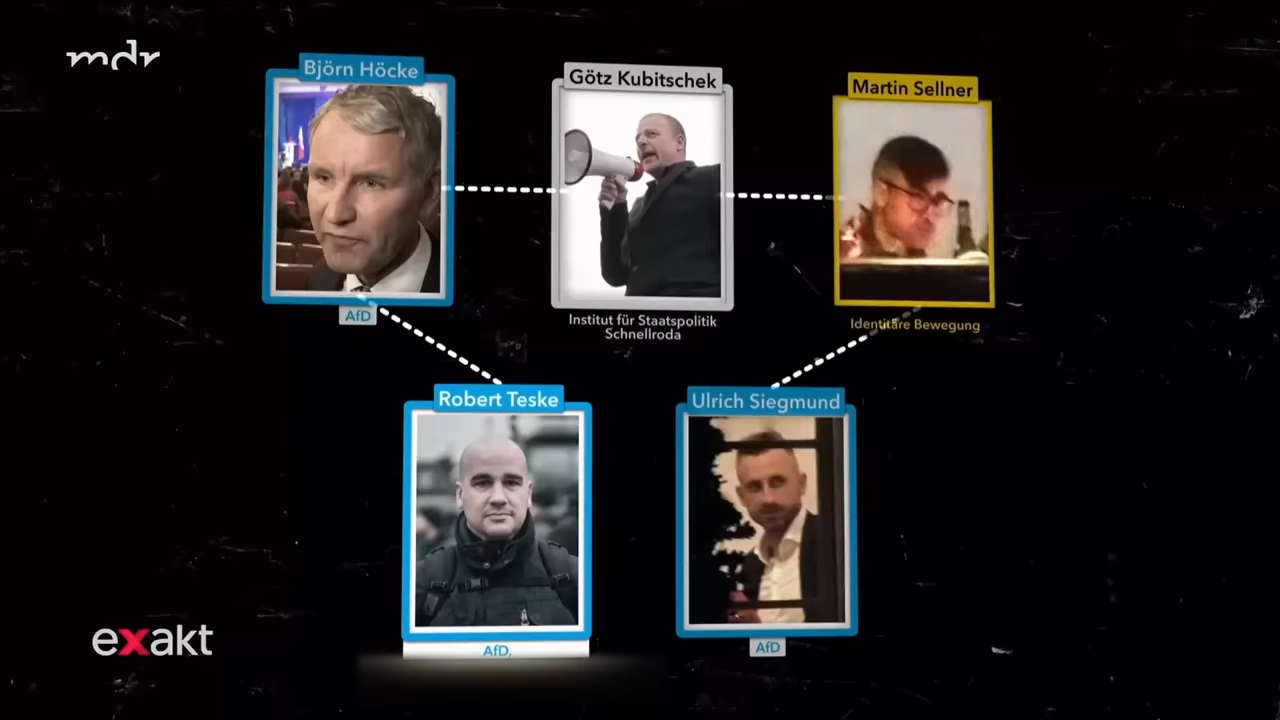 mdr
Björn Höcke
Götz Kubitschek
Martin Sellner
AfD
Institut für Staatspolitik
Schnellroda
Identitäre Bewegung
Robert Teske
Ulrich Siegmund
AfD,
AfD
exakt